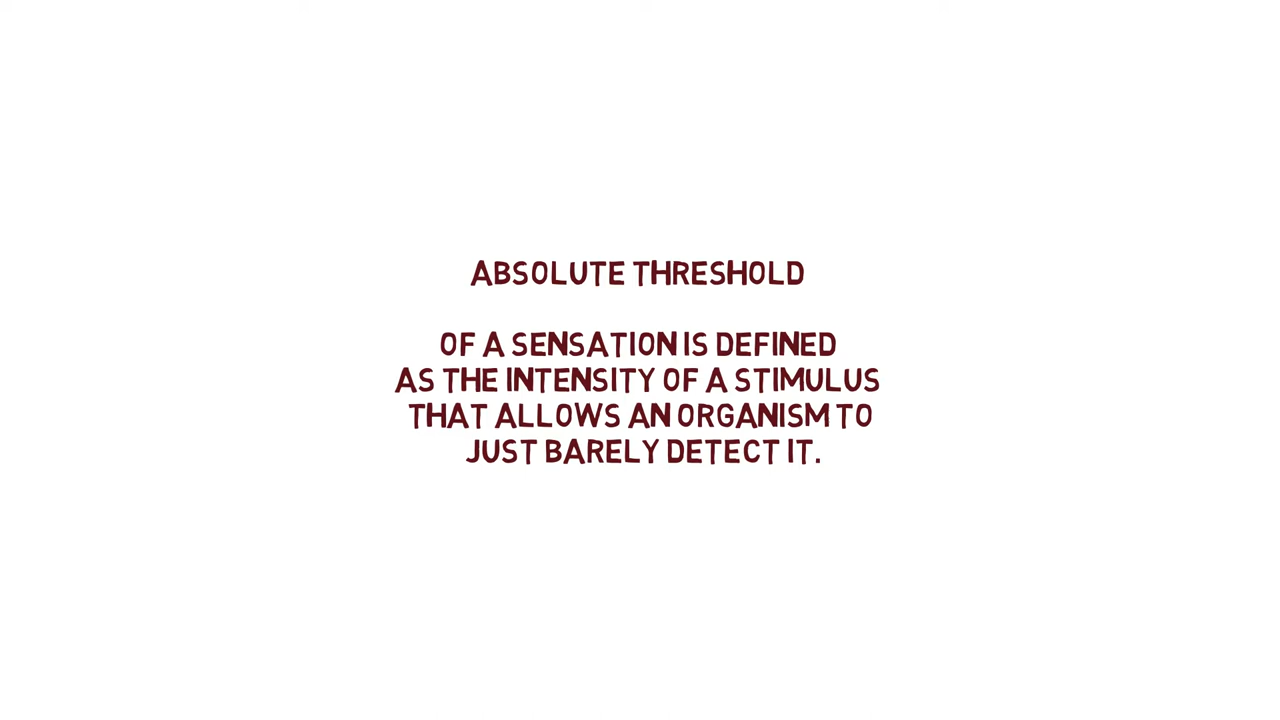 ABSOLUTE THRESHOLD
OF A SENSATION IS DEFINED
AS THE INTENSITY OF A STIMULUS
THAT ALLOWS AN ORGANISM TO
JUST BARELY DETECT IT.